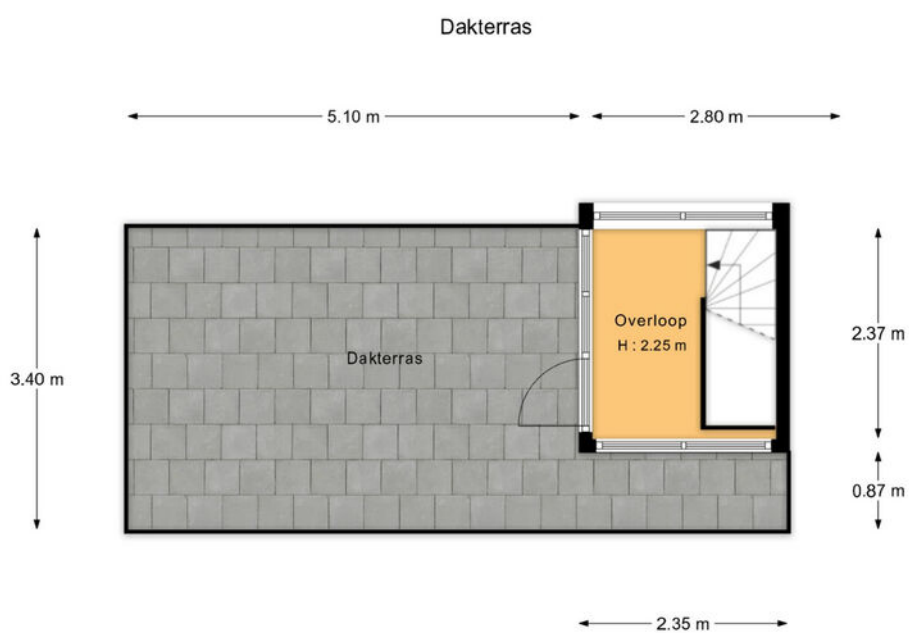 Dakterras
5.10 m
2.80 m
Overloop
H : 2.25 m
2.37 m
Dakterras
3.40 m
0.87 m
2.35 m